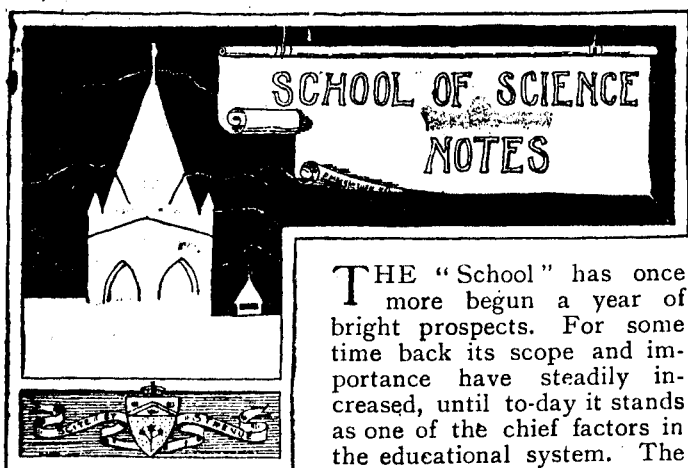 SCHOOL OF SCIENCE
NOTES
THE "School" has once
more begun a year of
bright prospects. For some
time back its scope and im-
portance have steadily in-
creased, until to-day it stands
as one of the chief factors in
the educational system. The